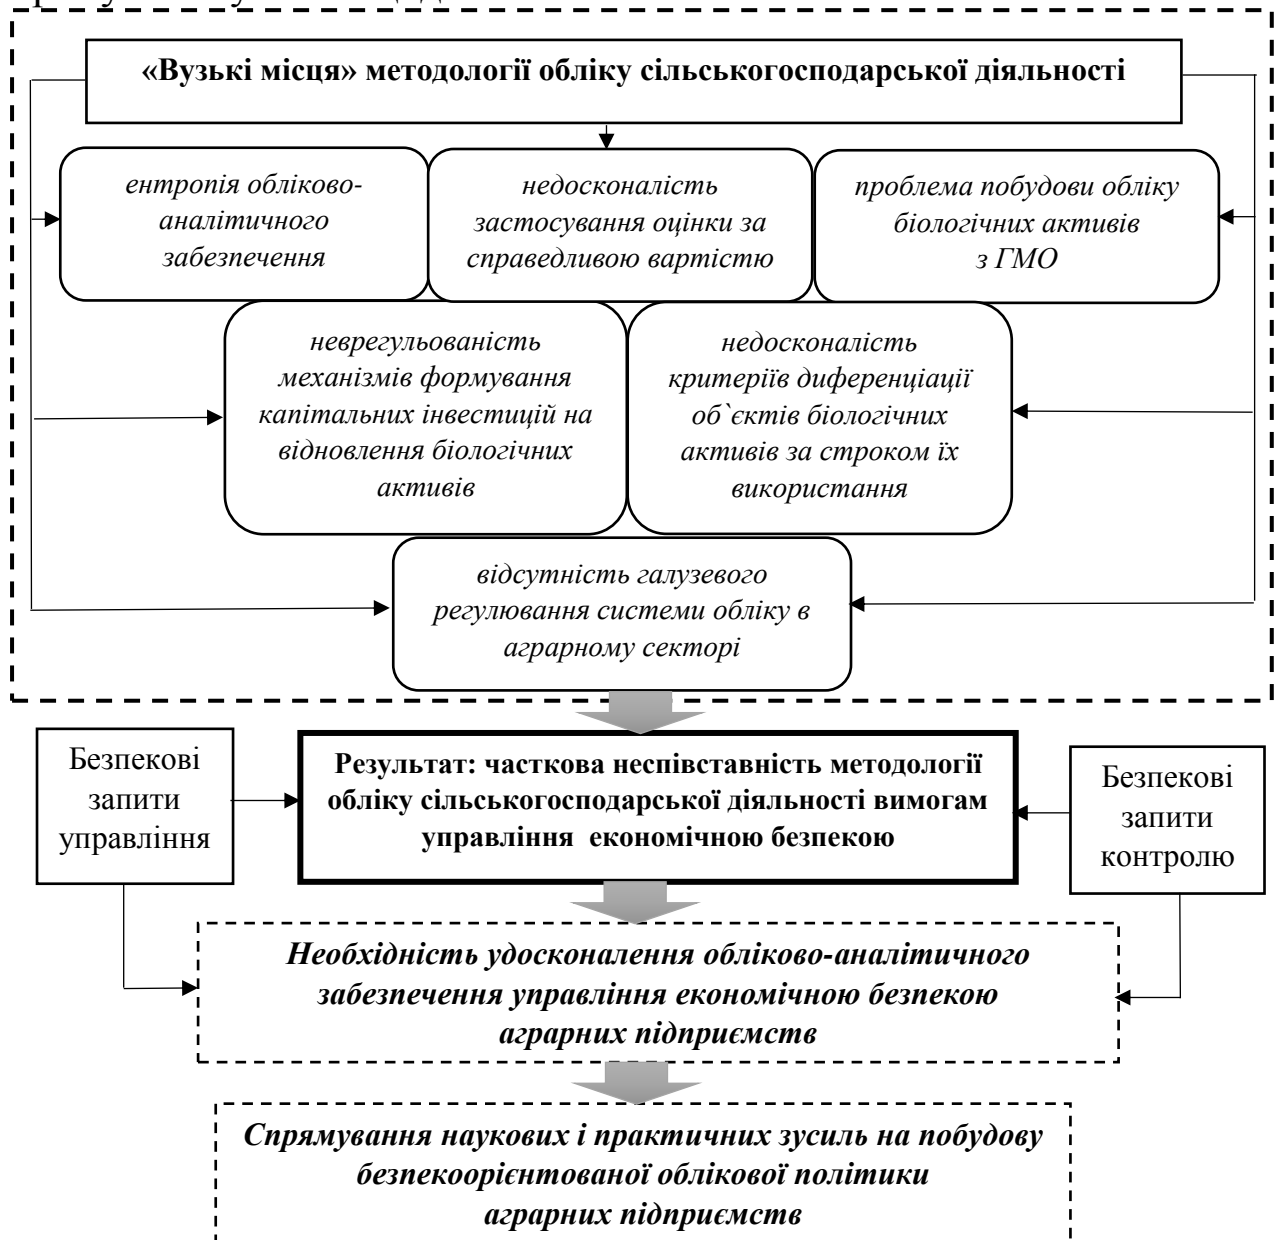 «Вузькі місця» методології обліку сільськогосподарської діяльності
ентропія обліково-
аналітичного
забезпечення
недосконалість
застосування оцінки за
справедливою вартістю
проблема побудови обліку
біологічних активів
з ГМО
неврегульованість
механізмів формування
капітальних інвестицій на
відновлення біологічних
активів
недосконалість
критеріїв диференціації
об`єктів біологічних
активів за строком їх
використання
відсутність галузевого
регулювання системи обліку в
аграрному секторі
Безпекові
запити
управління
Результат: часткова неспівставність методології
обліку сільськогосподарської діяльності вимогам
управління економічною безпекою
Безпекові
запити
контролю
Необхідність удосконалення обліково-аналітичного
забезпечення управління економічною безпекою
аграрних підприємств
Спрямування наукових і практичних зусиль на побудову
безпекоорієнтованої облікової політики
аграрних підприємств